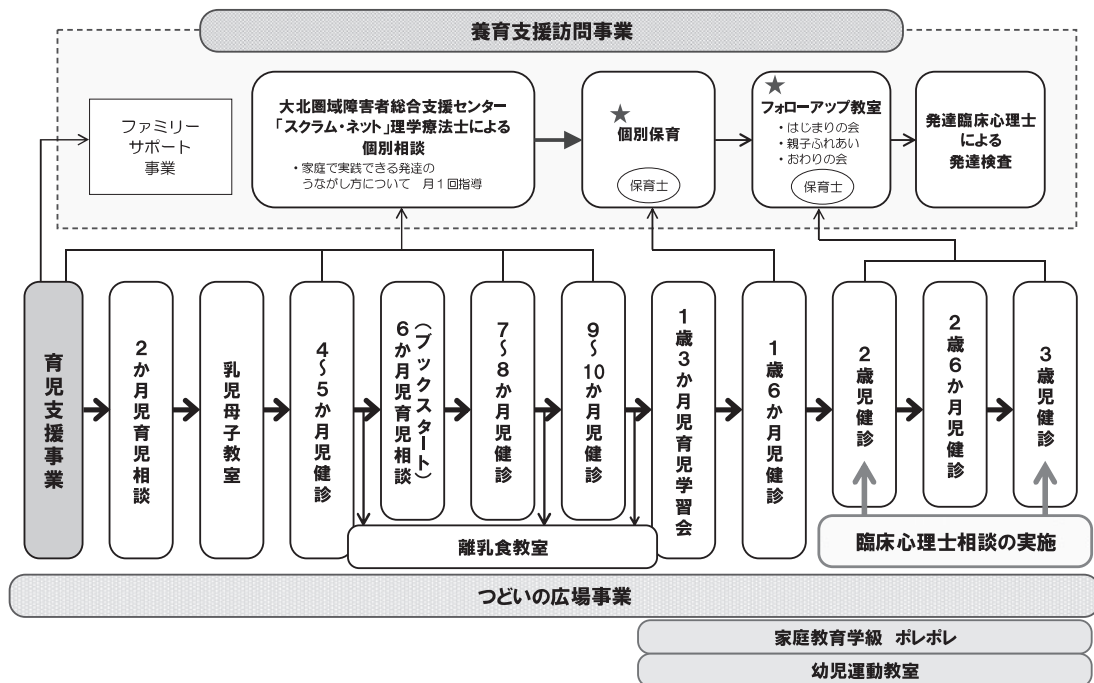 養育支援訪問事業
ファミリー
サポート
事業
大北圏域障害者総合支援センター
「スクラム・ネット」理学療法士による
個別相談
・家庭で実践できる発達の
うながし方について 月1回指導
★
個別保育
保育士
★
フォローアップ教室
・はじまりの会
・親子ふれあい
・おわりの会
保育士
発達臨床心理士
による
発達検査
育児支援事業
2か月児育児相談
乳児母子教室
4〜5か月児健診
(ブックスタート)
6か月児育児相談
7〜8か月児健診
9〜10か月児健診
1歳3か月児育児学習会
1歳6か月児健診
2歳児健診
2歳6か月児健診
3歳児健診
離乳食教室
臨床心理士相談の実施
つどいの広場事業
家庭教育学級 ポレポレ
幼児運動教室